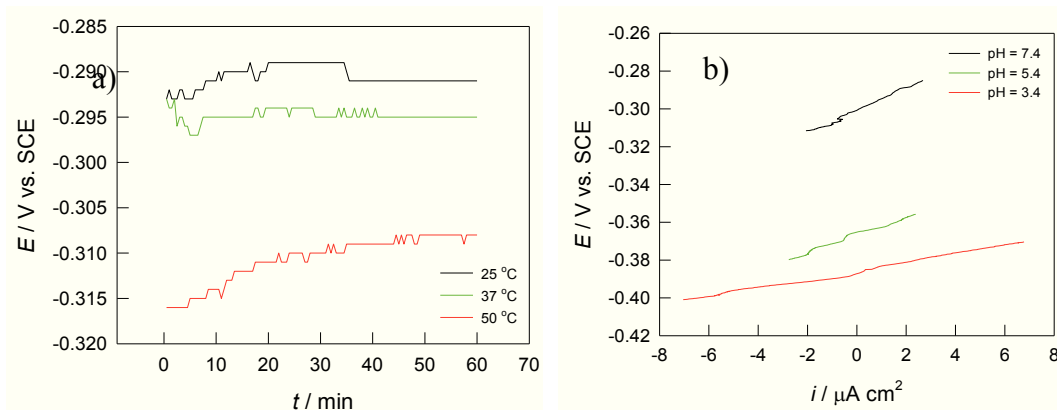 a)
E / V vs. SCE
-0.285
-0.290
-0.295
-0.300
-0.305
-0.310
-0.315
-0.320
25 °C
37 °C
50 °C
0 10 20 30 40 50 60 70
t / min
b)
E / V vs. SCE
-0.26
-0.28
-0.30
-0.32
-0.34
-0.36
-0.38
-0.40
-0.42
pH = 7.4
pH = 5.4
pH = 3.4
-8 -6 -4 -2 0 2 4 6 8
i / μA cm²